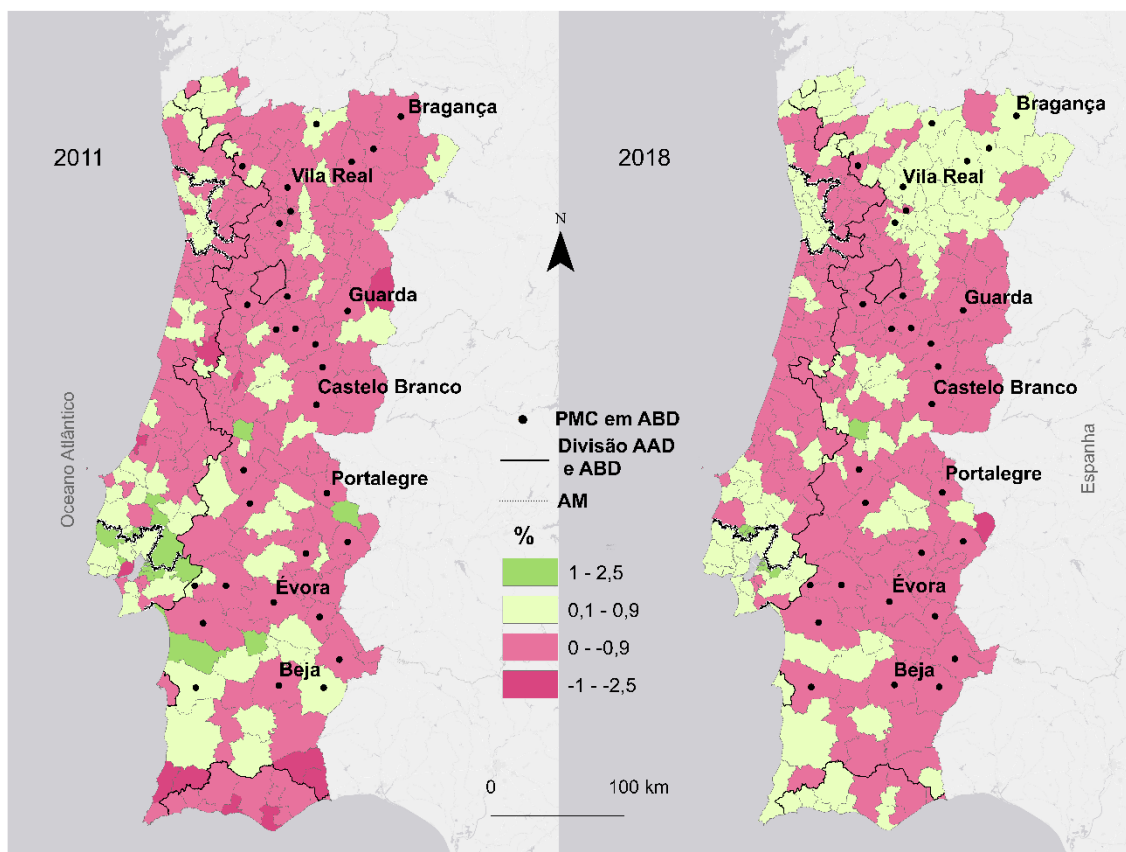 2011
Bragança
Vila Real
Guarda
Castelo Branco
Portalegre
Évora
Beja
Oceano Atlântico
N
PMC em ABD
Divisão AAD
e ABD
AM
%
1 - 2,5
0,1 - 0,9
0 - -0,9
-1 - -2,5
0 100 km
2018
Bragança
Vila Real
Guarda
Castelo Branco
Portalegre
Évora
Beja
Espanha